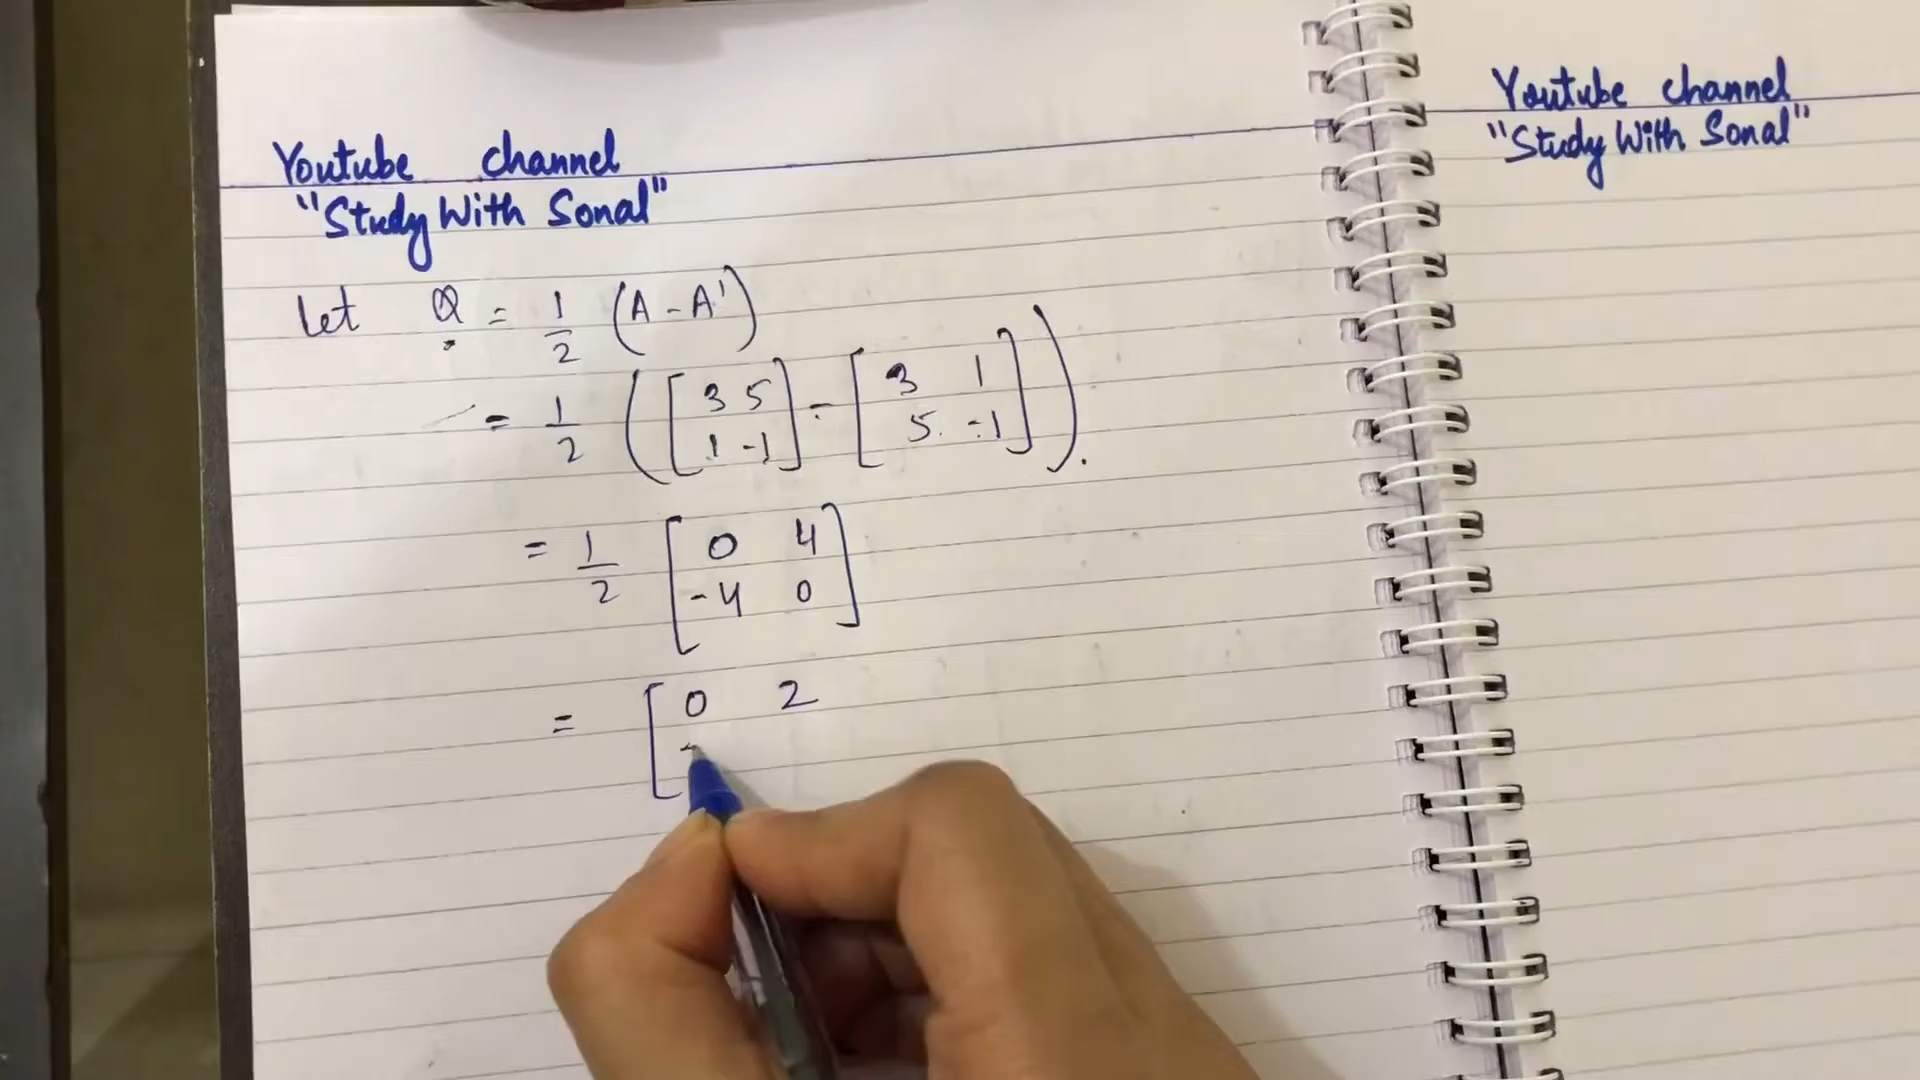 Youtube channel
"Study With Sonal"
Let Q = 1/2 (A - A')
= 1/2 ([3 5
1 -1] - [3 1
5 -1]).
= 1/2 [0 4
-4 0]
= [0 2
-
Youtube channel
"Study With Sonal"